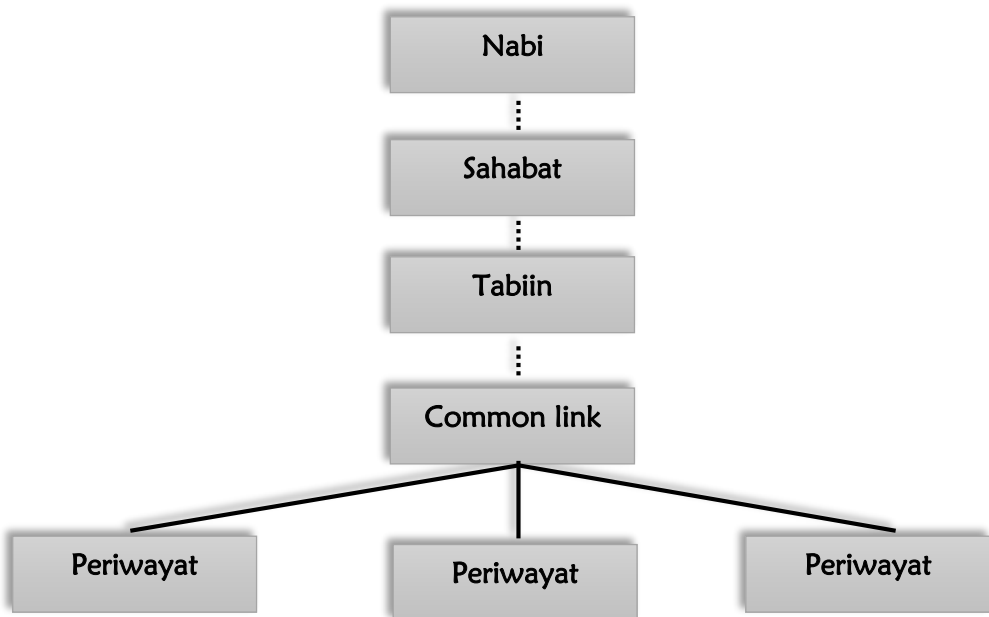 Nabi
Sahabat
Tabiin
Common link
Periwayat
Periwayat
Periwayat